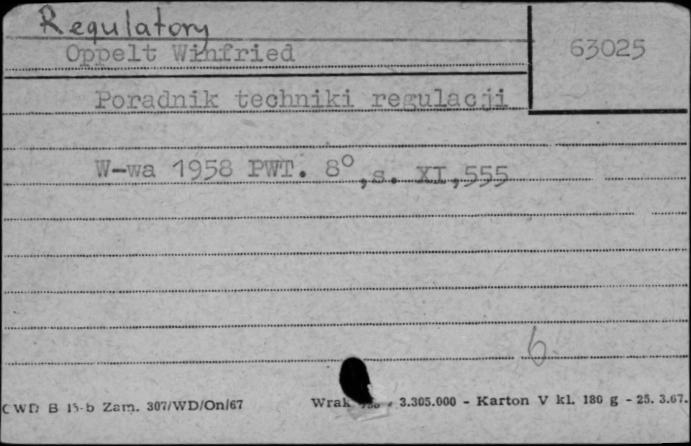 Regulatory
Oppelt Winfried
63025
Poradnik techniki regulacji
W-wa 1958 PWT. 8°, s. XI, 555
6
CWD B 15-b Zam. 307/WD/On/67 Wrak - 3.305.000 - Karton V kl. 180 g - 25. 3.67.